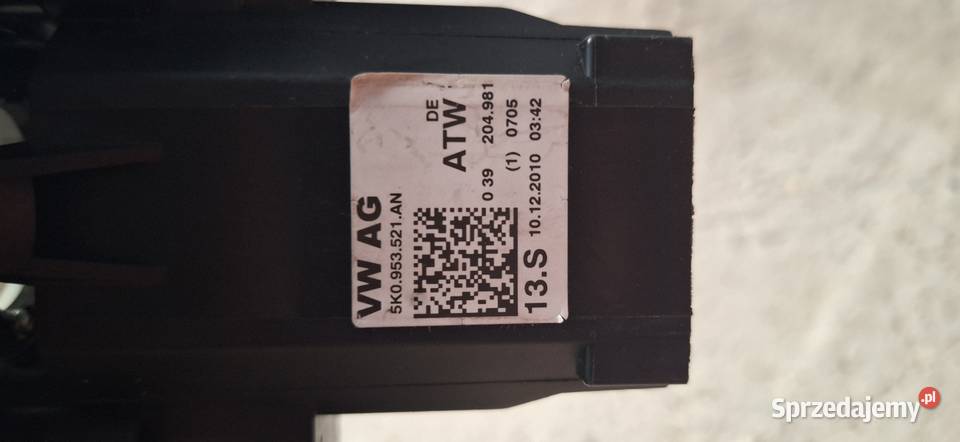 VW AG
5K0.953.521.AN
DE
ATW
0 39 204.981
(1) 0705
13.S 10.12.2010 03:42
Sprzedajemy.pl